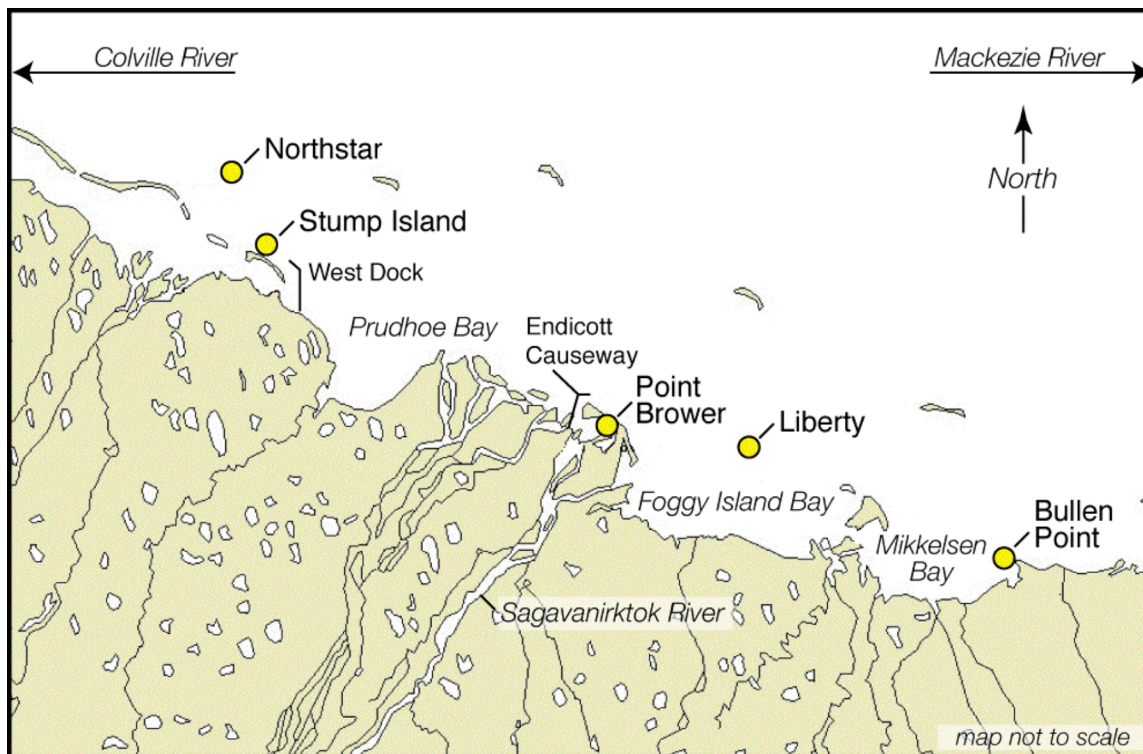 Colville River
Mackezie River
Northstar
North
Stump Island
West Dock
Prudhoe Bay
Endicott
Causeway
Point
Brower
Liberty
Foggy Island Bay
Bullen
Point
Mikkelsen
Bay
Sagavanirktok River
map not to scale